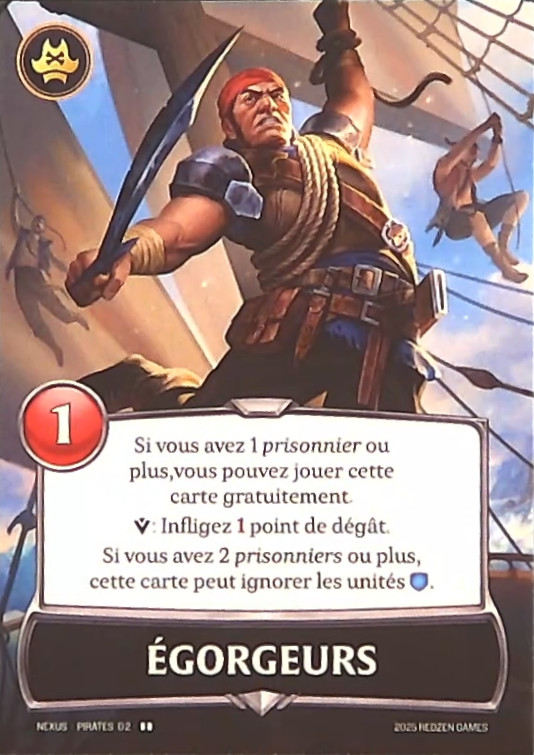 1
Si vous avez 1 prisonnier ou
plus,vous pouvez jouer cette
carte gratuitement.
: Infligez 1 point de dégât.
Si vous avez 2 prisonniers ou plus,
cette carte peut ignorer les unités .
ÉGORGEURS
NEXUS PIRATES 02 2025 REDZEN GAMES